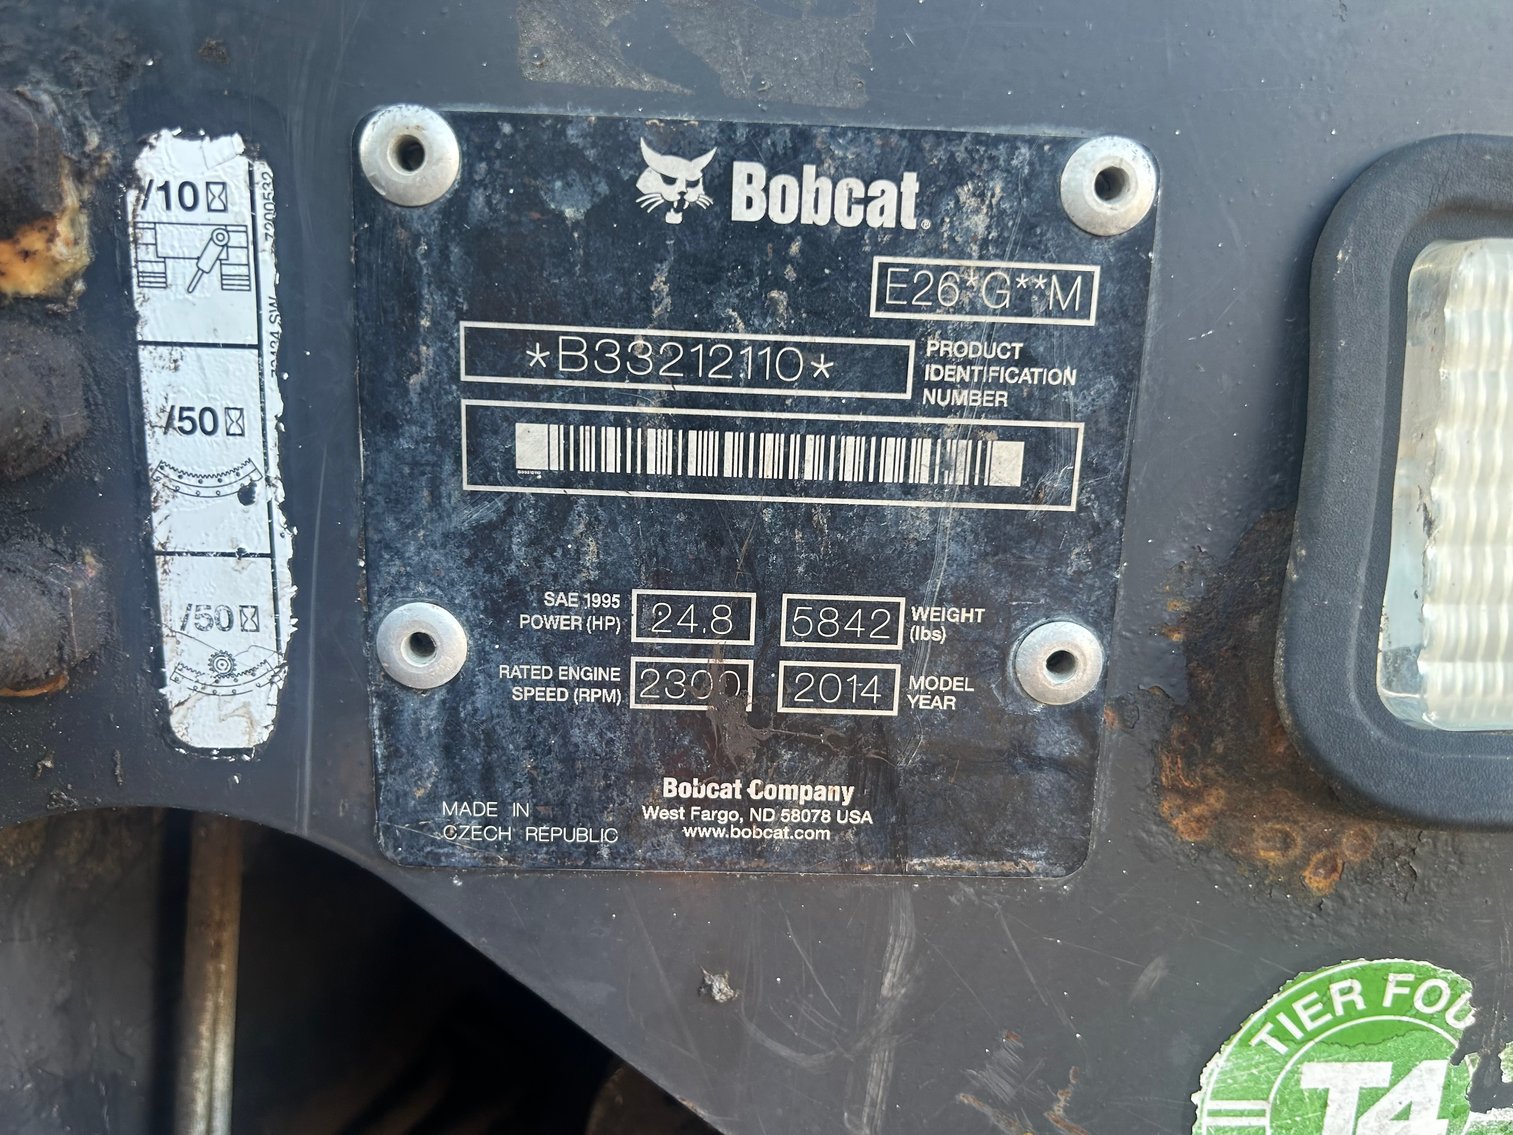 /10
7200532
/50
/50
Bobcat
E26*G**M
*B33212110*
PRODUCT
IDENTIFICATION
NUMBER
SAE 1995
POWER (HP)
24.8
5842
WEIGHT
(lbs)
RATED ENGINE
SPEED (RPM)
2300
2014
MODEL
YEAR
Bobcat Company
West Fargo, ND 58078 USA
www.bobcat.com
MADE IN
CZECH REPUBLIC
TIER FOU
T4